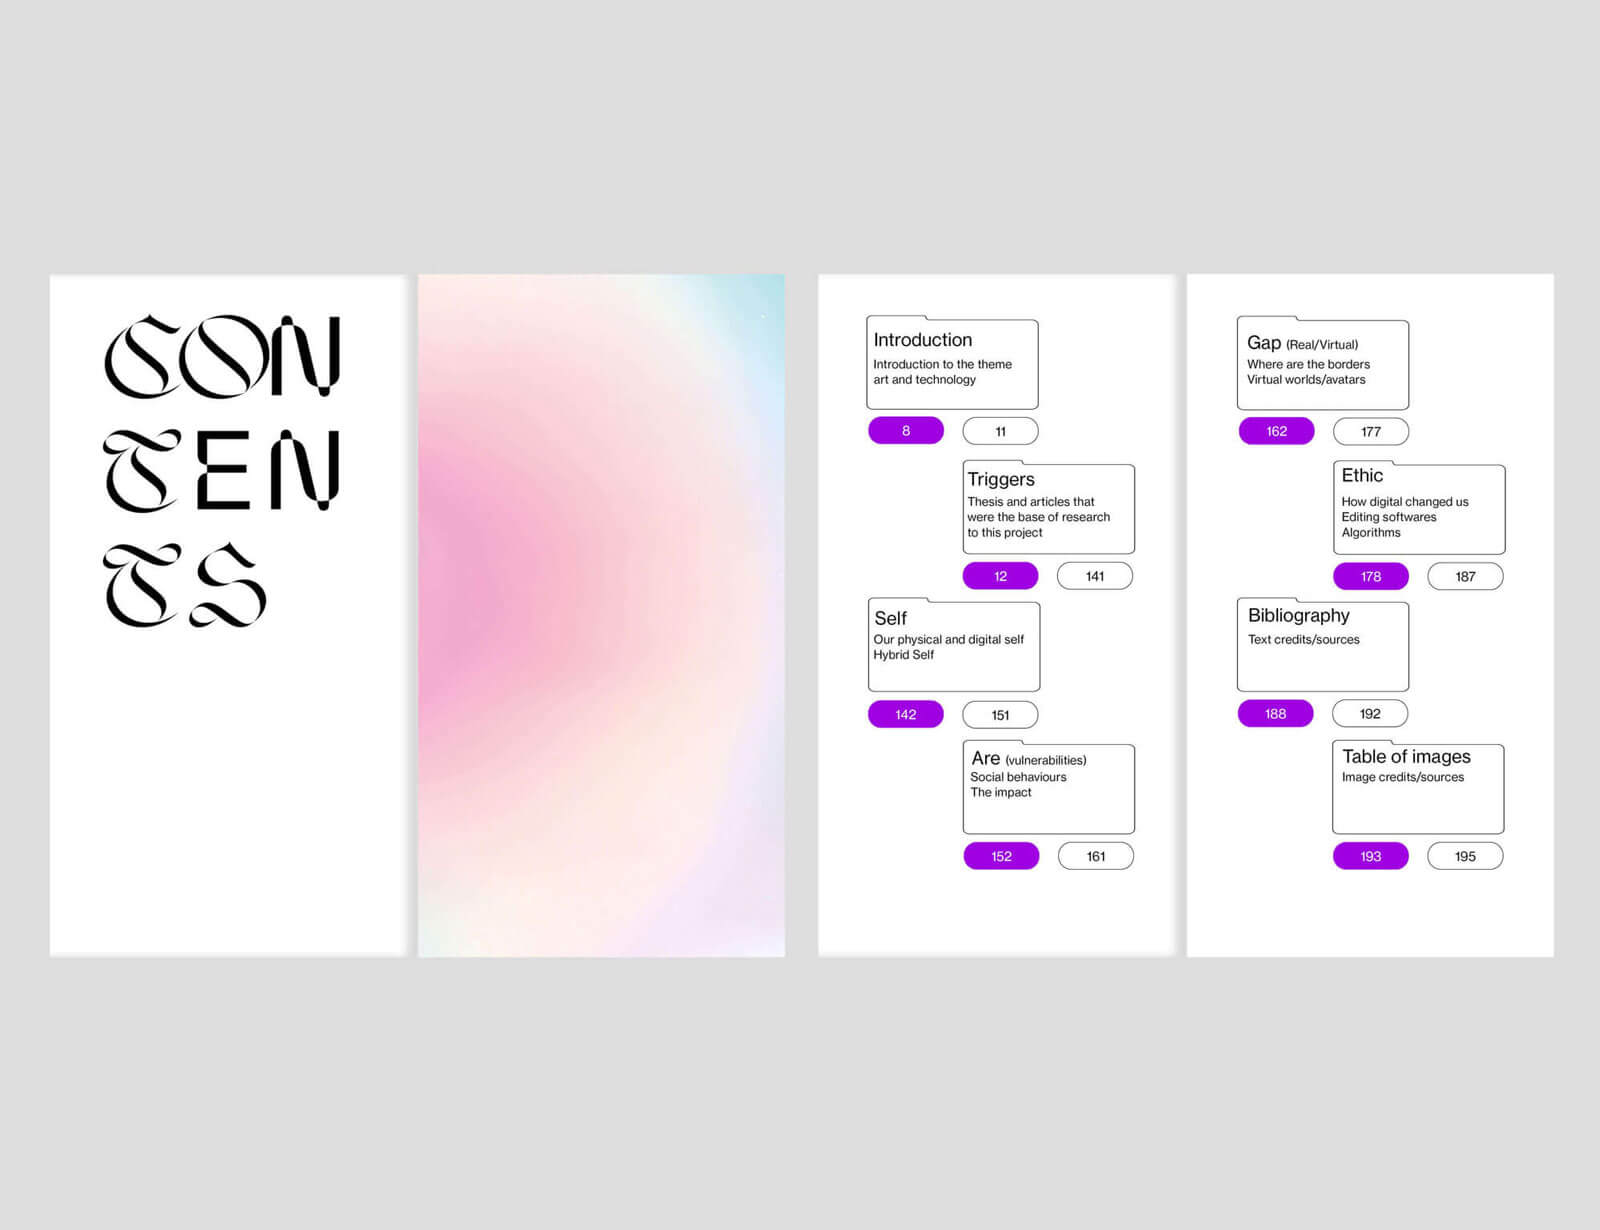 CON
TEN
TS
Introduction
Introduction to the theme
art and technology
8
11
Triggers
Thesis and articles that
were the base of research
to this project
12
141
Self
Our physical and digital self
Hybrid Self
142
151
Are (vulnerabilities)
Social behaviours
The impact
152
161
Gap (Real/Virtual)
Where are the borders
Virtual worlds/avatars
162
177
Ethic
How digital changed us
Editing softwares
Algorithms
178
187
Bibliography
Text credits/sources
188
192
Table of images
Image credits/sources
193
195